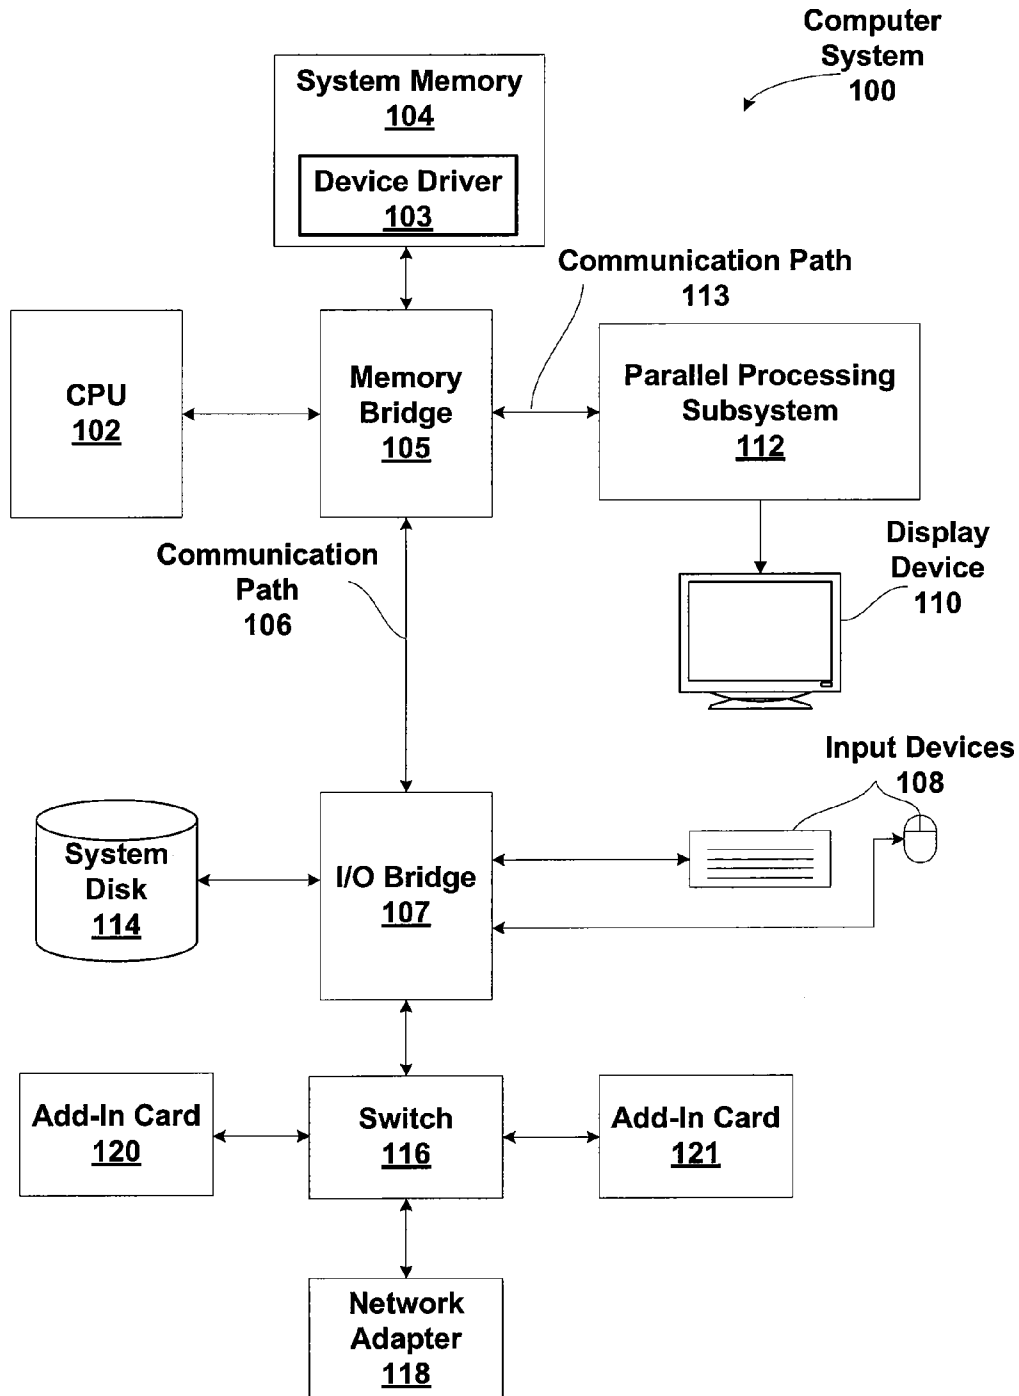 Computer
System
100
System Memory
104
Device Driver
103
Communication Path
113
CPU
102
Memory
Bridge
105
Parallel Processing
Subsystem
112
Communication
Path
106
Display
Device
110
Input Devices
108
System
Disk
114
I/O Bridge
107
Add-In Card
120
Switch
116
Add-In Card
121
Network
Adapter
118